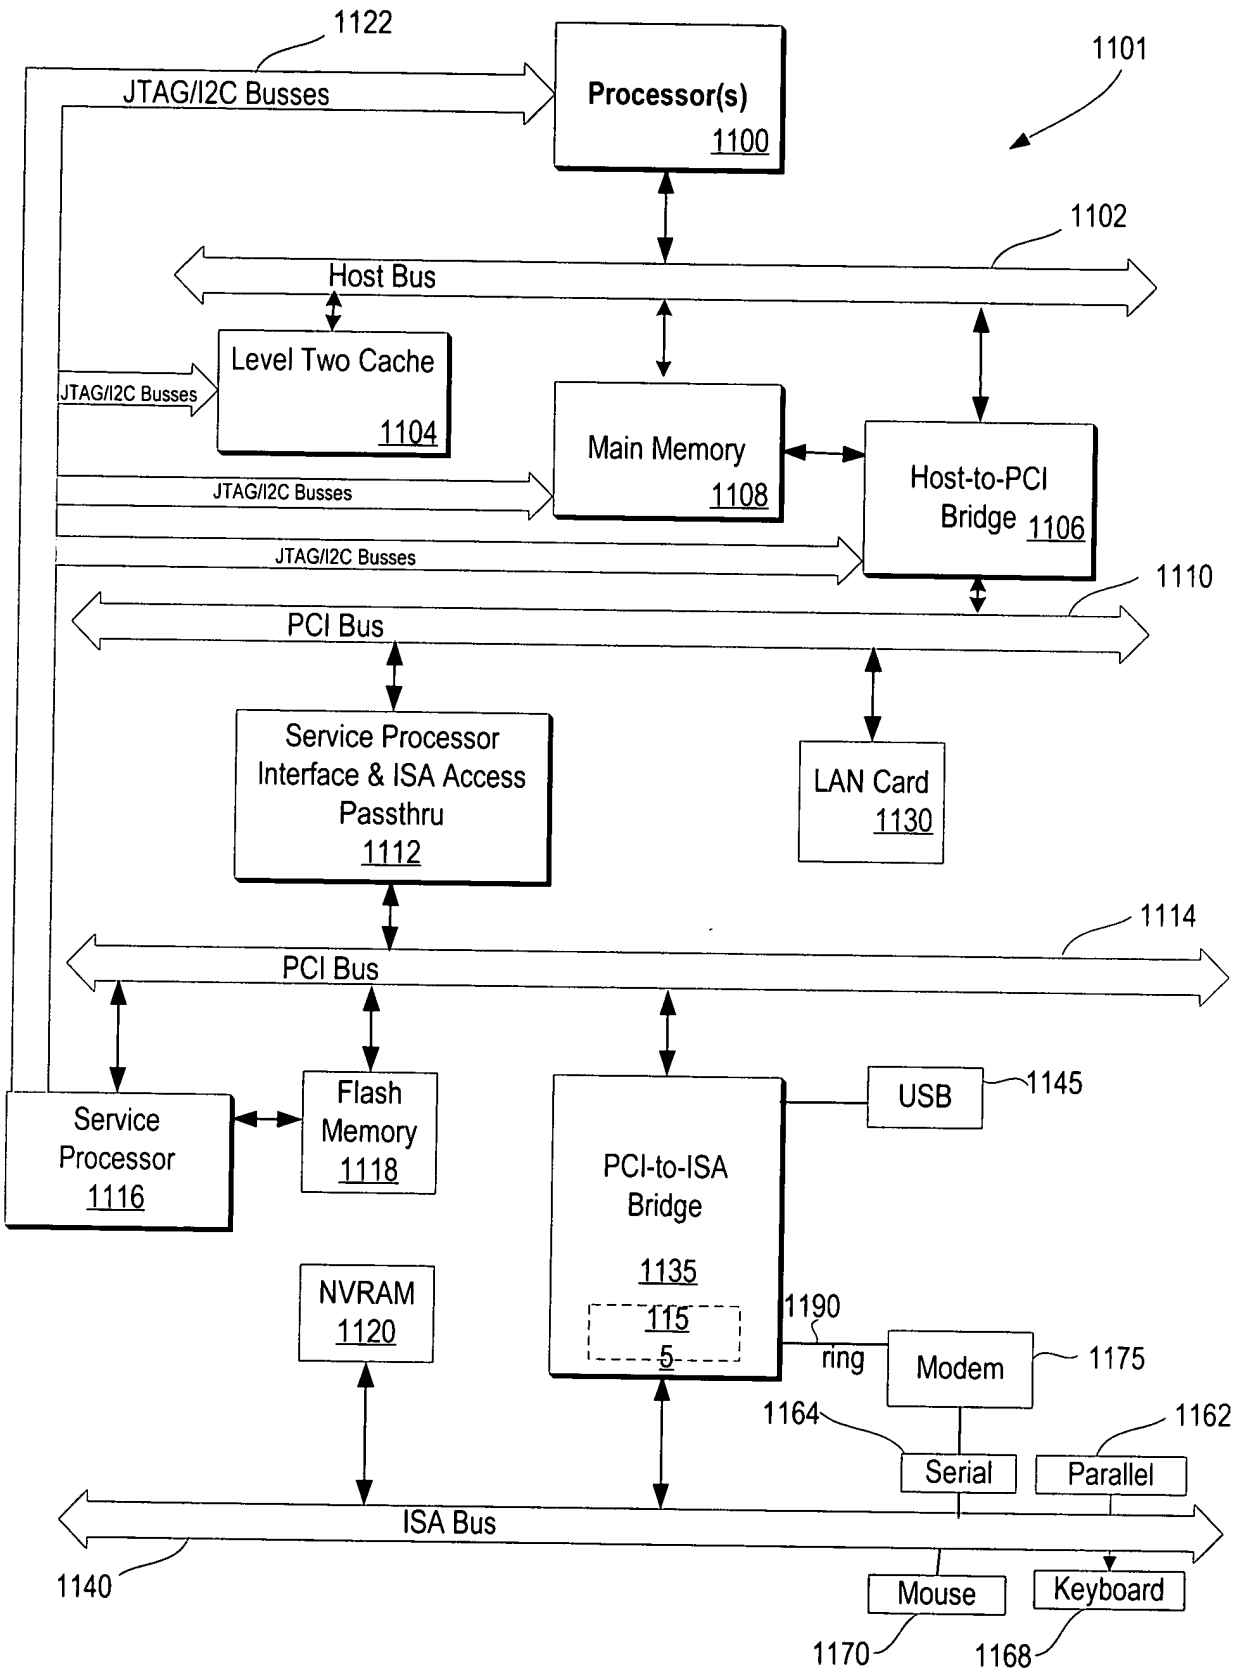 1122
1101
JTAG/I2C Busses
Processor(s)
1100
1102
Host Bus
Level Two Cache
1104
JTAG/I2C Busses
Main Memory
1108
Host-to-PCI
Bridge 1106
JTAG/I2C Busses
JTAG/I2C Busses
1110
PCI Bus
Service Processor
Interface & ISA Access
Passthru
1112
LAN Card
1130
1114
PCI Bus
Service
Processor
1116
Flash
Memory
1118
PCI-to-ISA
Bridge
1135
115
5
USB
1145
NVRAM
1120
1190
ring
Modem
1175
1164
1162
Serial
Parallel
ISA Bus
1140
Mouse
Keyboard
1170
1168